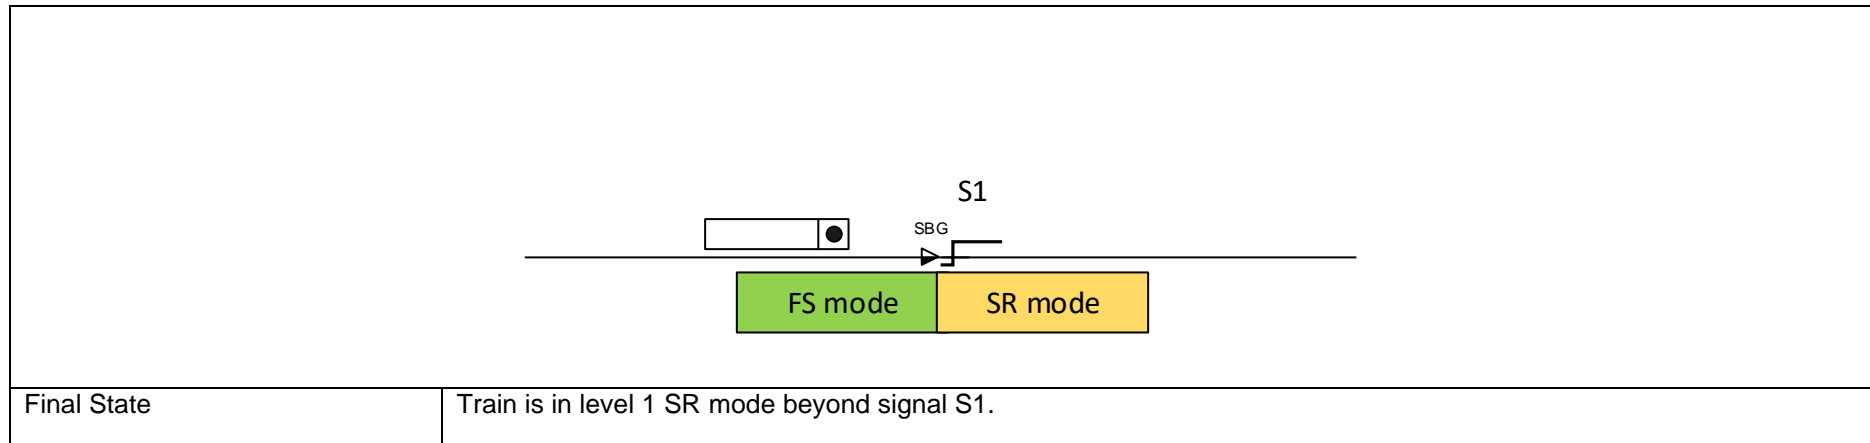 S1
SBG
FS mode
SR mode
Final State
Train is in level 1 SR mode beyond signal S1.